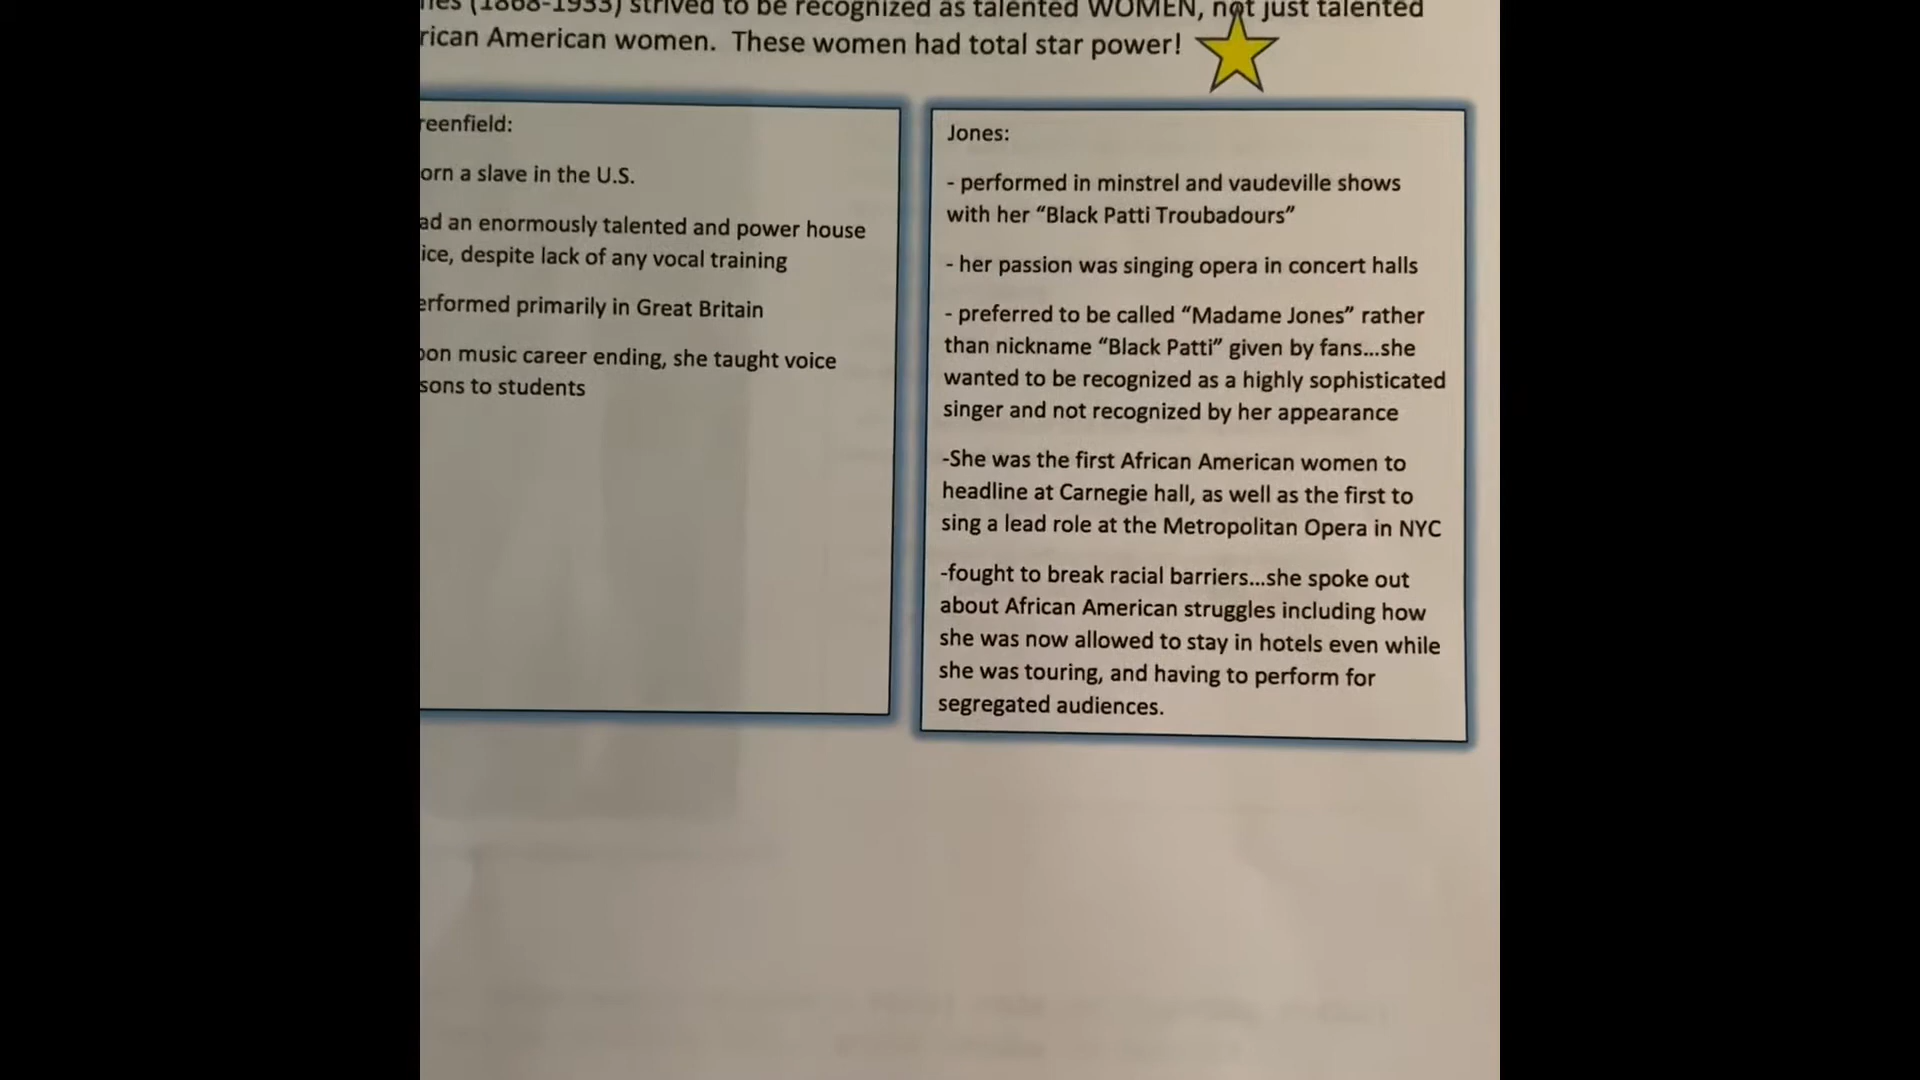 nes (1868-1933) strived to be recognized as talented WOMEN, not just talented
rican American women. These women had total star power!
reenfield:
orn a slave in the U.S.
ad an enormously talented and power house
ice, despite lack of any vocal training
erformed primarily in Great Britain
pon music career ending, she taught voice
sons to students
Jones:
- performed in minstrel and vaudeville shows
with her “Black Patti Troubadours”
- her passion was singing opera in concert halls
- preferred to be called “Madame Jones” rather
than nickname “Black Patti” given by fans...she
wanted to be recognized as a highly sophisticated
singer and not recognized by her appearance
-She was the first African American women to
headline at Carnegie hall, as well as the first to
sing a lead role at the Metropolitan Opera in NYC
-fought to break racial barriers...she spoke out
about African American struggles including how
she was now allowed to stay in hotels even while
she was touring, and having to perform for
segregated audiences.